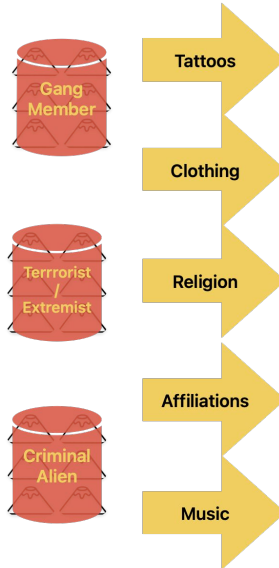 Gang
Member
Terrrorist
/
Extremist
Criminal
Alien
Tattoos
Clothing
Religion
Affiliations
Music